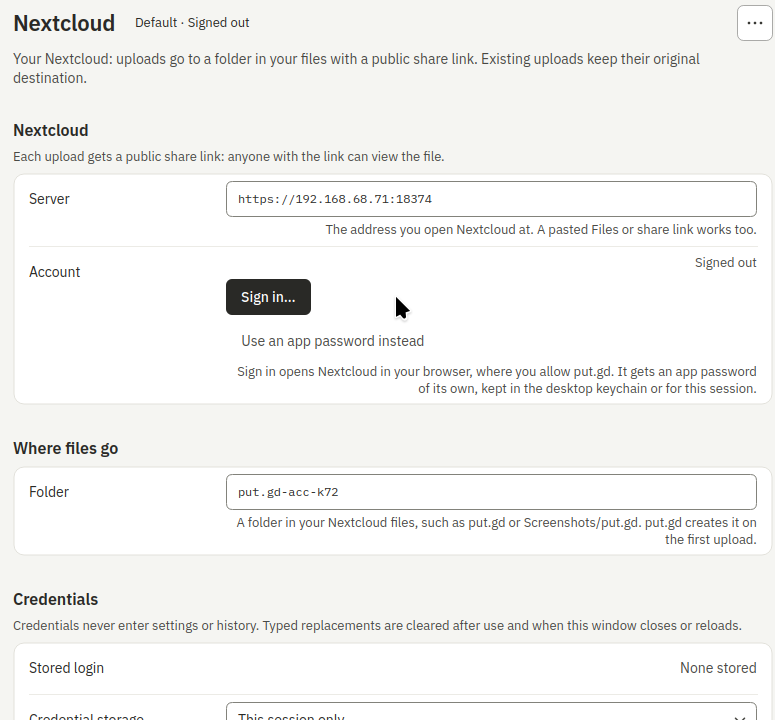 Nextcloud
Default · Signed out
Your Nextcloud: uploads go to a folder in your files with a public share link. Existing uploads keep their original
destination.
Nextcloud
Each upload gets a public share link: anyone with the link can view the file.
Server
https://192.168.68.71:18374
The address you open Nextcloud at. A pasted Files or share link works too.
Account
Signed out
Sign in...
Use an app password instead
Sign in opens Nextcloud in your browser, where you allow put.gd. It gets an app password
of its own, kept in the desktop keychain or for this session.
Where files go
Folder
put.gd-acc-k72
A folder in your Nextcloud files, such as put.gd or Screenshots/put.gd. put.gd creates it on
the first upload.
Credentials
Credentials never enter settings or history. Typed replacements are cleared after use and when this window closes or reloads.
Stored login
None stored
Credential storage
This session only